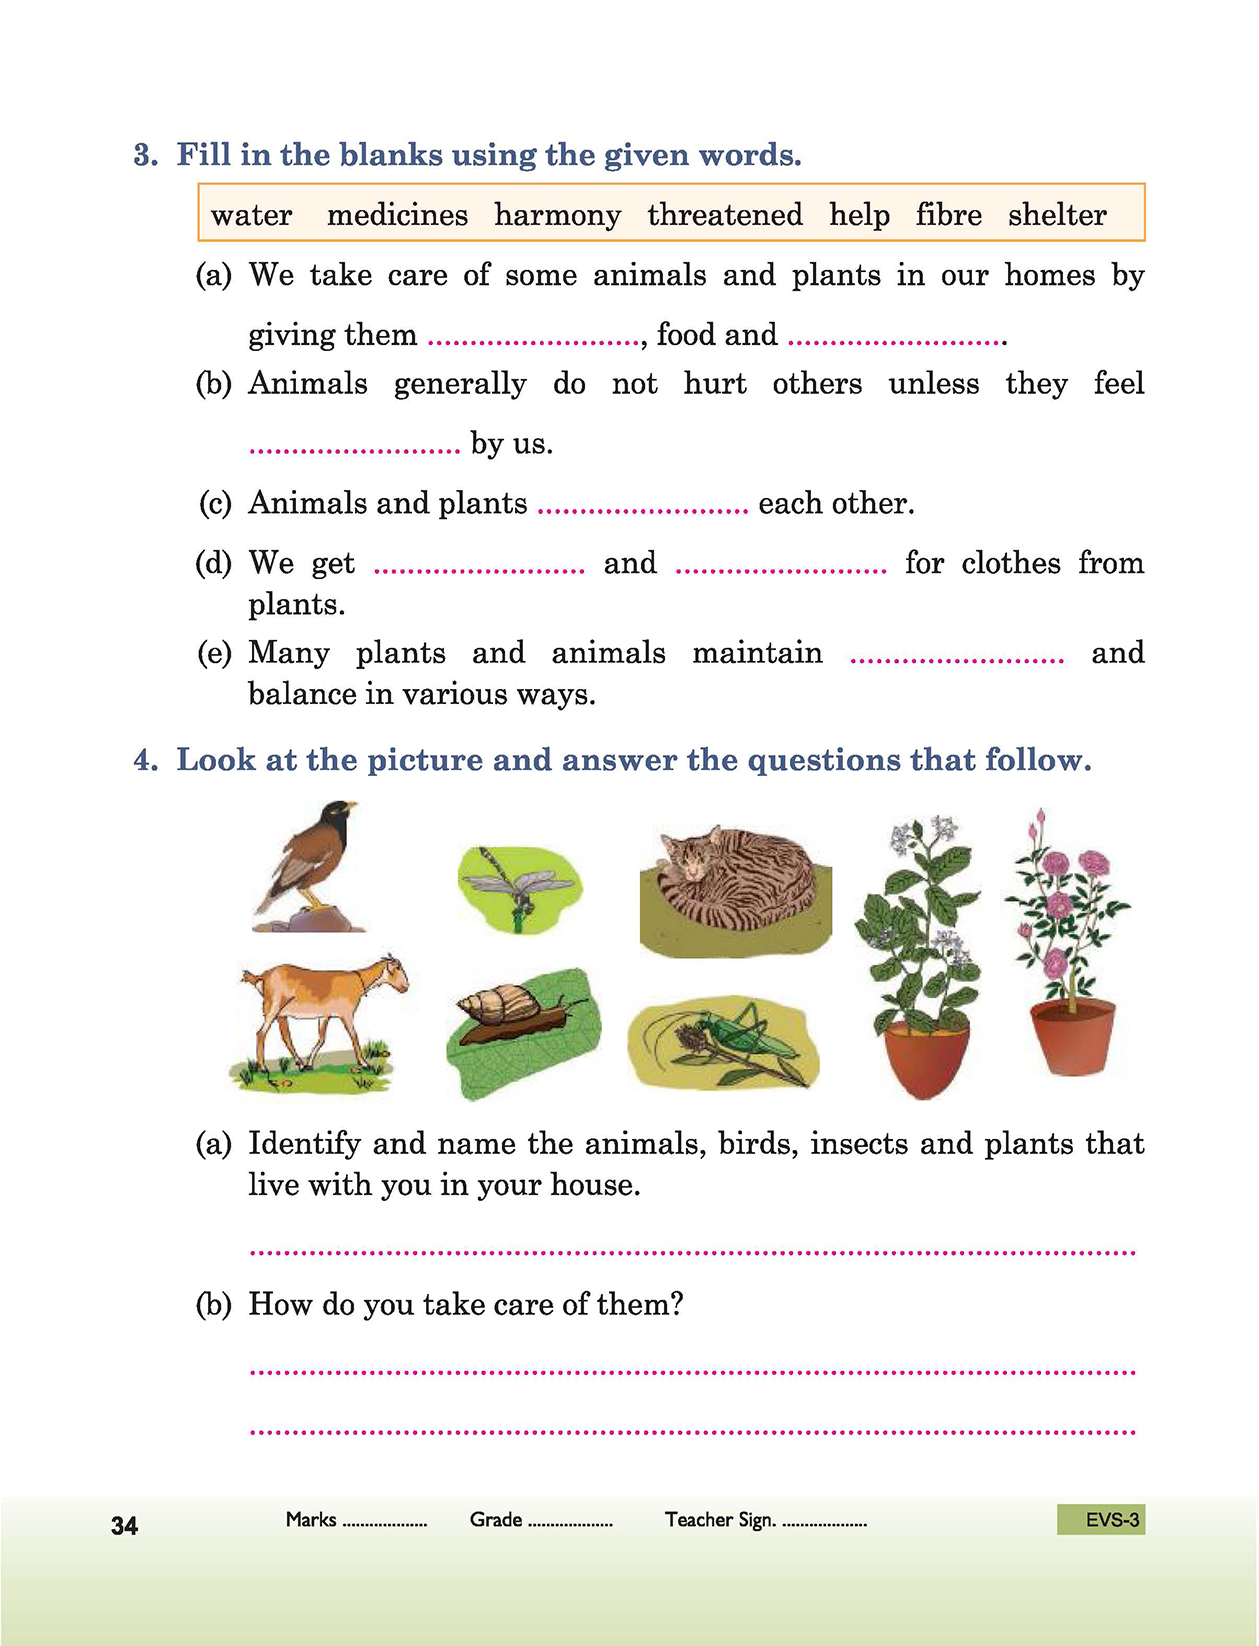 3. Fill in the blanks using the given words.
water medicines harmony threatened help fibre shelter
(a) We take care of some animals and plants in our homes by
giving them ........................., food and .........................
(b) Animals generally do not hurt others unless they feel
......................... by us.
(c) Animals and plants ......................... each other.
(d) We get ......................... and ......................... for clothes from
plants.
(e) Many plants and animals maintain ......................... and
balance in various ways.
4. Look at the picture and answer the questions that follow.
(a) Identify and name the animals, birds, insects and plants that
live with you in your house.
(b) How do you take care of them?
34 Marks ................... Grade ................... Teacher Sign. ................... EVS-3